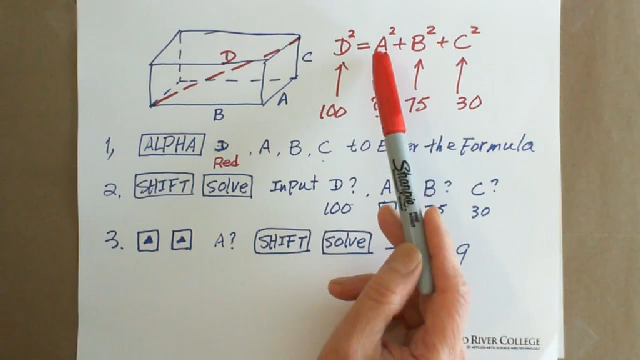 D² = A² + B² + C²
D
C
A
B
100 ? 75 30
1, ALPHA D, A, B, C to the Formula
Red
2. SHIFT solve Input D? A B? C?
100 30
3. ▲ ▲ A? SHIFT solve 9
RIVER COLLEGE
Sharpie